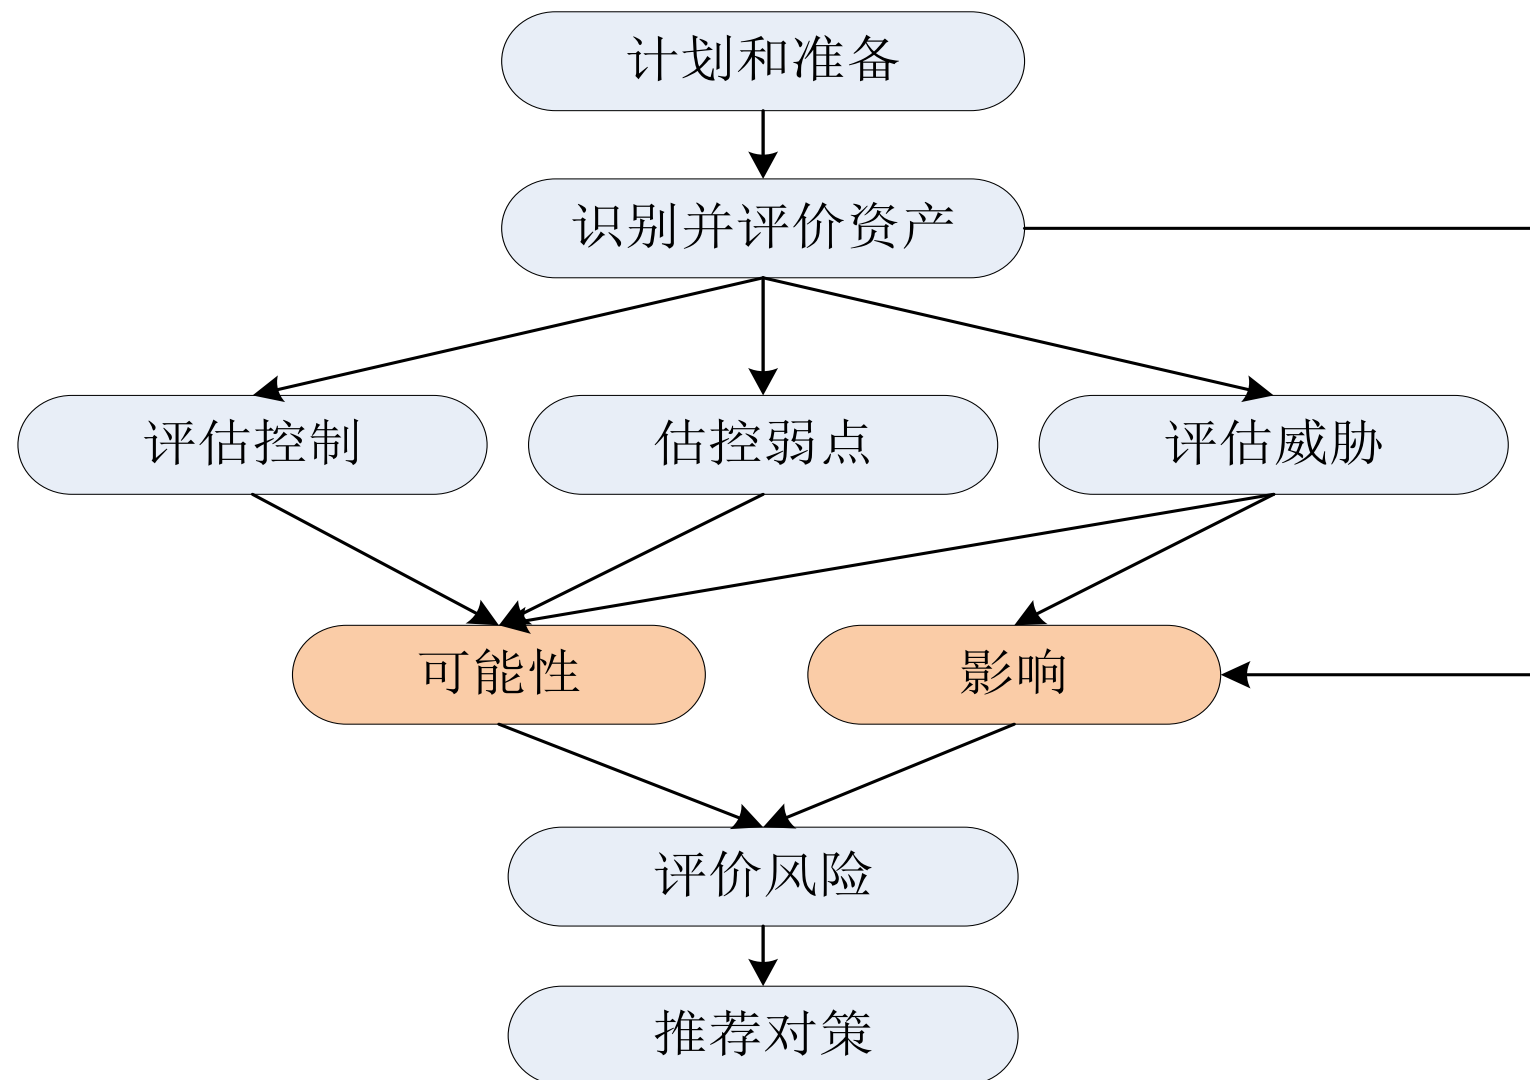 计划和准备
识别并评价资产
评估控制
估控弱点
评估威胁
可能性
影响
评价风险
推荐对策